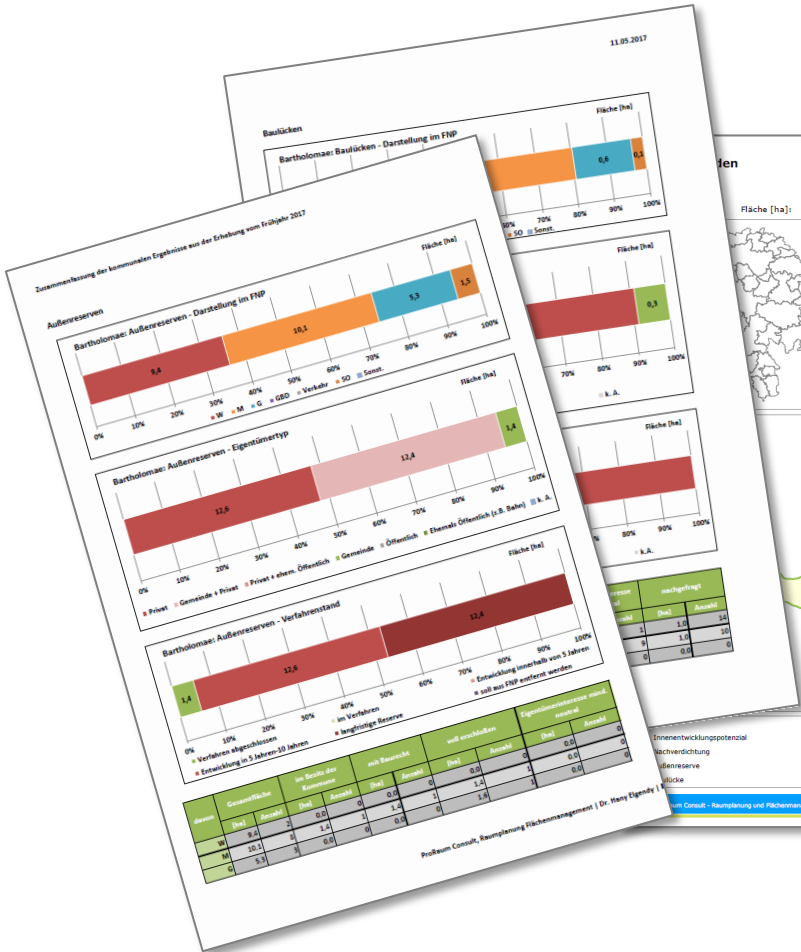 11.05.2017
Baulücken
Bartholomae: Baulücken - Darstellung im FNP
Fläche [ha]
0,6
0,1
70%
80%
90%
100%
SO
Sonst.
Fläche [ha]
0,3
70%
80%
90%
100%
k. A.
Fläche [ha]
70%
80%
90%
100%
k.A.
nachgefragt
[ha]
Anzahl
1
1,0
14
9
1,0
10
0
0,0
0
Fläche [ha]:
Zusammenfassung der kommunalen Ergebnisse aus der Erhebung vom Frühjahr 2017
Außenreserven
Bartholomae: Außenreserven - Darstellung im FNP
Fläche [ha]
9,4
10,1
5,3
1,5
0% 10% 20% 30% 40% 50% 60% 70% 80% 90% 100%
W M G GBD Verkehr SO Sonst.
Bartholomae: Außenreserven - Eigentümertyp
Fläche [ha]
12,6
12,4
1,4
0% 10% 20% 30% 40% 50% 60% 70% 80% 90% 100%
Privat Gemeinde + Privat Privat + ehem. Öffentlich Gemeinde Öffentlich Ehemals Öffentlich (z.B. Bahn) k. A.
Bartholomae: Außenreserven - Verfahrenstand
Fläche [ha]
1,4
12,6
12,4
0% 10% 20% 30% 40% 50% 60% 70% 80% 90% 100%
Verfahren abgeschlossen im Verfahren Entwicklung innerhalb von 5 Jahren
Entwicklung in 5 Jahren-10 Jahren langfristige Reserve soll aus FNP entfernt werden
davon Gesamtfläche im Besitz der Kommune mit Baurecht voll erschloßen Eigentümerinteresse mind. neutral
[ha] Anzahl [ha] Anzahl [ha] Anzahl [ha] Anzahl [ha] Anzahl
W 9,4 2 0,0 0 0,0 0 0,0 0 0,0 0
M 10,1 8 1,4 1 1,4 1 1,4 1 0,0 0
G 5,3 3 0,0 0 0,0 0 1,6 1 0,0 0
ProRaum Consult, Raumplanung Flächenmanagement | Dr. Hany Elgendy |
Innenentwicklungspotenzial
Nachverdichtung
Consult - Raumplanung und Flächenman